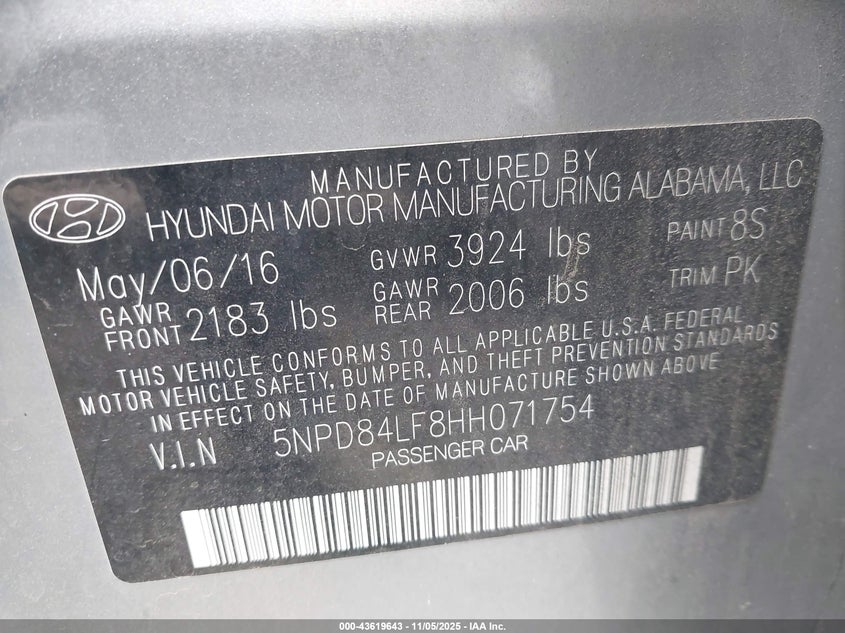 MANUFACTURED BY
HYUNDAI MOTOR MANUFACTURING ALABAMA, LLC
May/06/16 GVWR 3924 lbs PAINT 8S
GAWR FRONT 2183 lbs GAWR REAR 2006 lbs TRIM PK
THIS VEHICLE CONFORMS TO ALL APPLICABLE U.S.A. FEDERAL
MOTOR VEHICLE SAFETY, BUMPER, AND THEFT PREVENTION STANDARDS
IN EFFECT ON THE DATE OF MANUFACTURE SHOWN ABOVE
V.I.N 5NPD84LF8HH071754
PASSENGER CAR
000-43619643 - 11/05/2025 - IAA Inc.